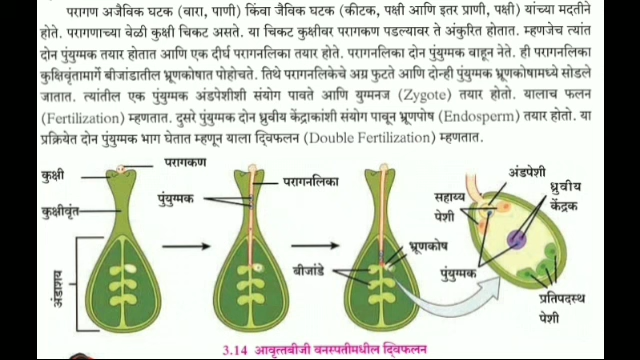 परागण अजैविक घटक (वारा, पाणी) किंवा जैविक घटक (कीटक, पक्षी आणि इतर प्राणी, पक्षी) यांच्या मदतीने
होते. परागणाच्या वेळी कुक्षी चिकट असते. या चिकट कुक्षीवर परागकण पडल्यावर ते अंकुरित होतात. म्हणजेच त्यांत
दोन पुंयुग्मक तयार होतात आणि एक दीर्घ परागनलिका तयार होते. परागनलिका दोन पुंयुग्मक वाहून नेते. ही परागनलिका
कुक्षिवृंतामार्गे बीजांडातील भ्रूणकोषात पोहोचते. तिथे परागनलिकेचे अग्र फुटते आणि दोन्ही पुंयुग्मक भ्रूणकोषामध्ये सोडले
जातात. त्यांतील एक पुंयुग्मक अंडपेशीशी संयोग पावते आणि युग्मनज (Zygote) तयार होतो. यालाच फलन
(Fertilization) म्हणतात. दुसरे पुंयुग्मक दोन ध्रुवीय केंद्रकांशी संयोग पावून भ्रूणपोष (Endosperm) तयार होतो. या
प्रक्रियेत दोन पुंयुग्मक भाग घेतात म्हणून याला द्विफलन (Double Fertilization) म्हणतात.
कुक्षी
परागकण
कुक्षीवृंत
अंडाशय
पुंयुग्मक
परागनलिका
बीजांडे
भ्रूणकोष
सहाय्य
पेशी
अंडपेशी
ध्रुवीय
केंद्रक
पुंयुग्मक
प्रतिपदस्थ
पेशी
3.14 आवृत्तबीजी वनस्पतीमधील द्विफलन